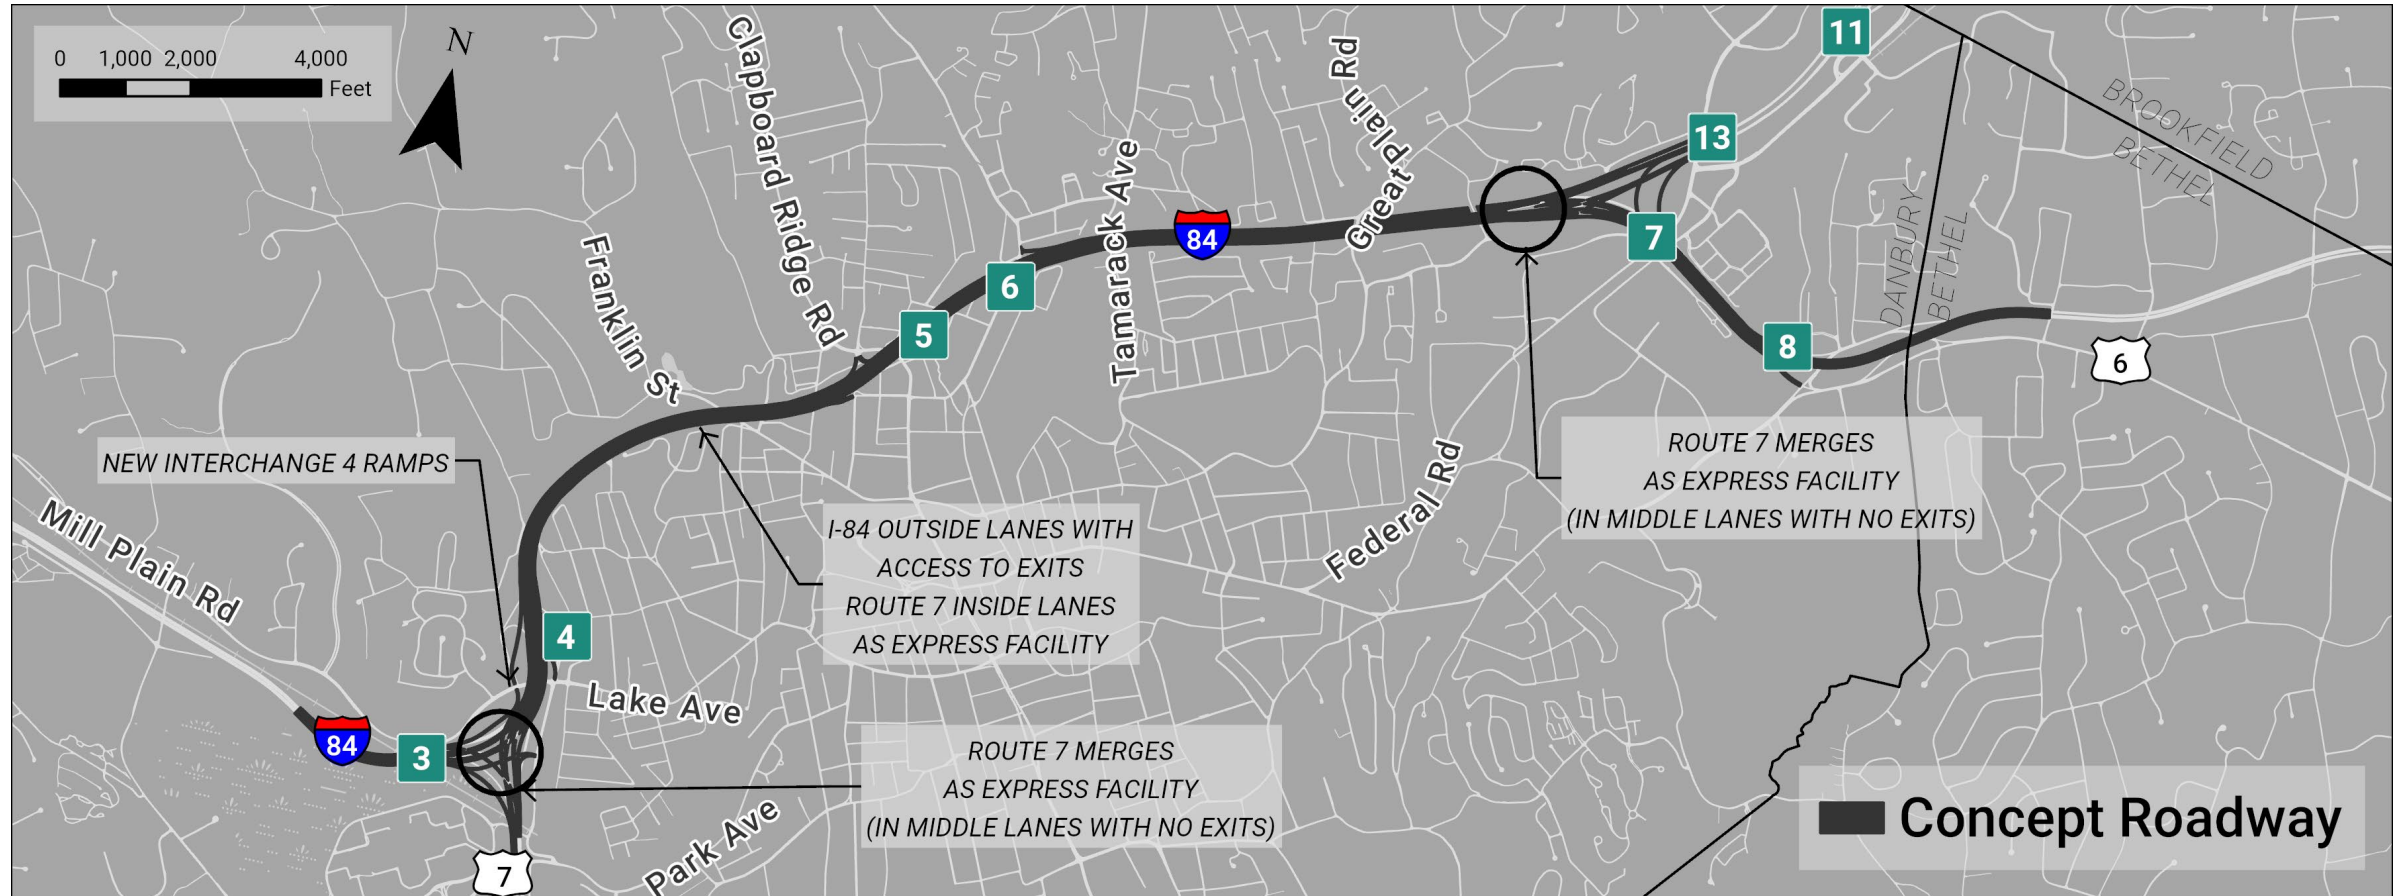 0 1,000 2,000 4,000
Feet
N
Clapboard Ridge Rd
Great Plain Rd
11
13
BROOKFIELD
BETHEL
Tamarack Ave
84
7
DANBURY
BETHEL
Franklin St
6
5
8
6
NEW INTERCHANGE 4 RAMPS
ROUTE 7 MERGES
AS EXPRESS FACILITY
(IN MIDDLE LANES WITH NO EXITS)
Federal Rd
I-84 OUTSIDE LANES WITH
ACCESS TO EXITS
ROUTE 7 INSIDE LANES
AS EXPRESS FACILITY
Mill Plain Rd
4
Lake Ave
84
3
ROUTE 7 MERGES
AS EXPRESS FACILITY
(IN MIDDLE LANES WITH NO EXITS)
Park Ave
7
Concept Roadway